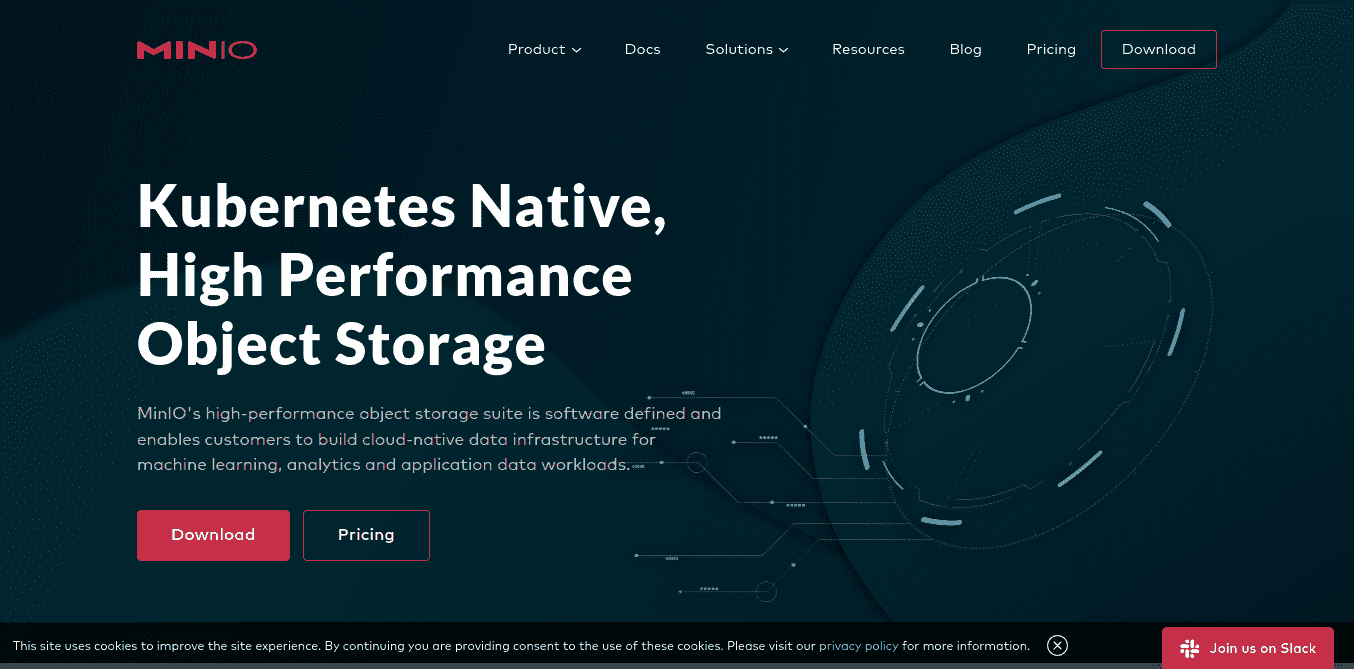 MINIO
Product
Docs
Solutions
Resources
Blog
Pricing
Download
Kubernetes Native,
High Performance
Object Storage
MinIO's high-performance object storage suite is software defined and
enables customers to build cloud-native data infrastructure for
machine learning, analytics and application data workloads.
Download
Pricing
This site uses cookies to improve the site experience. By continuing you are providing consent to the use of these cookies. Please visit our privacy policy for more information.
Join us on Slack